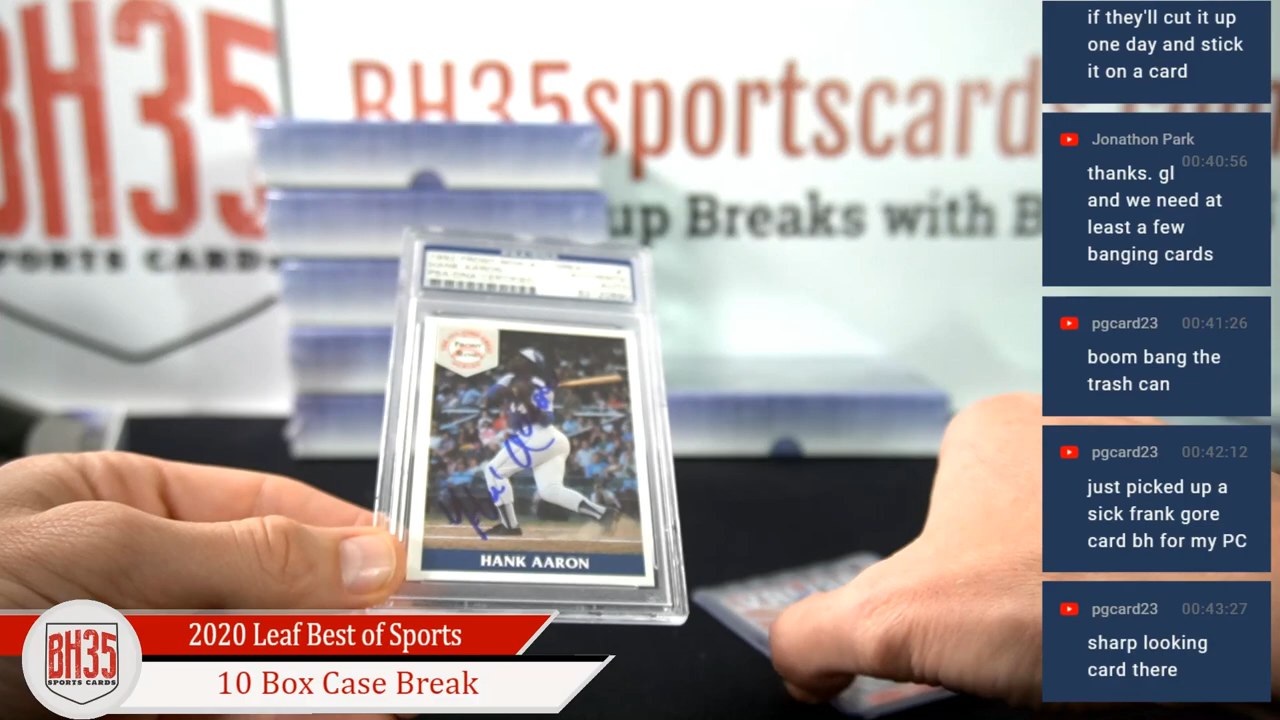 BH35
SPORTS CARDS
BH35sportscards
up Breaks with B
HANK AARON
HANK AARON
2020 Leaf Best of Sports
10 Box Case Break
BH35
SPORTS CARDS
if they'll cut it up
one day and stick
it on a card
Jonathon Park
00:40:56
thanks. gl
and we need at
least a few
banging cards
pgcard23 00:41:26
boom bang the
trash can
pgcard23 00:42:12
just picked up a
sick frank gore
card bh for my PC
pgcard23 00:43:27
sharp looking
card there